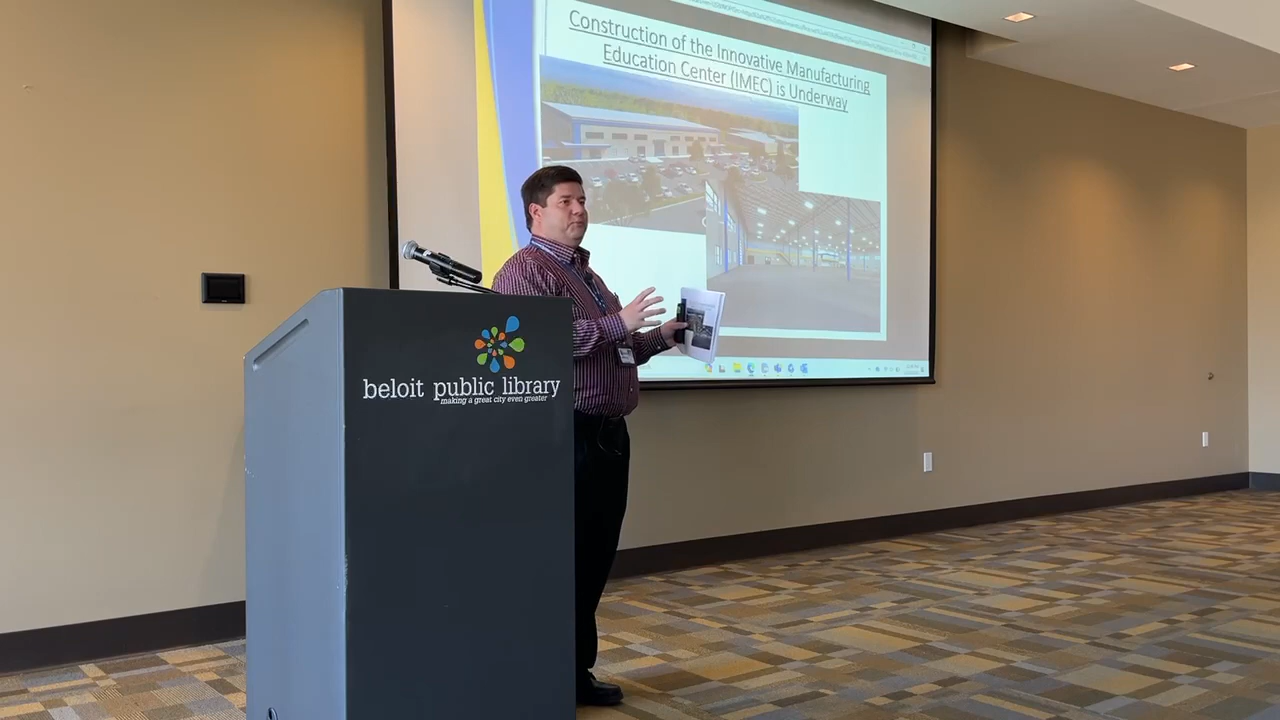 Construction of the Innovative Manufacturing
Education Center (IMEC) is Underway
beloit public library
making a great city even greater